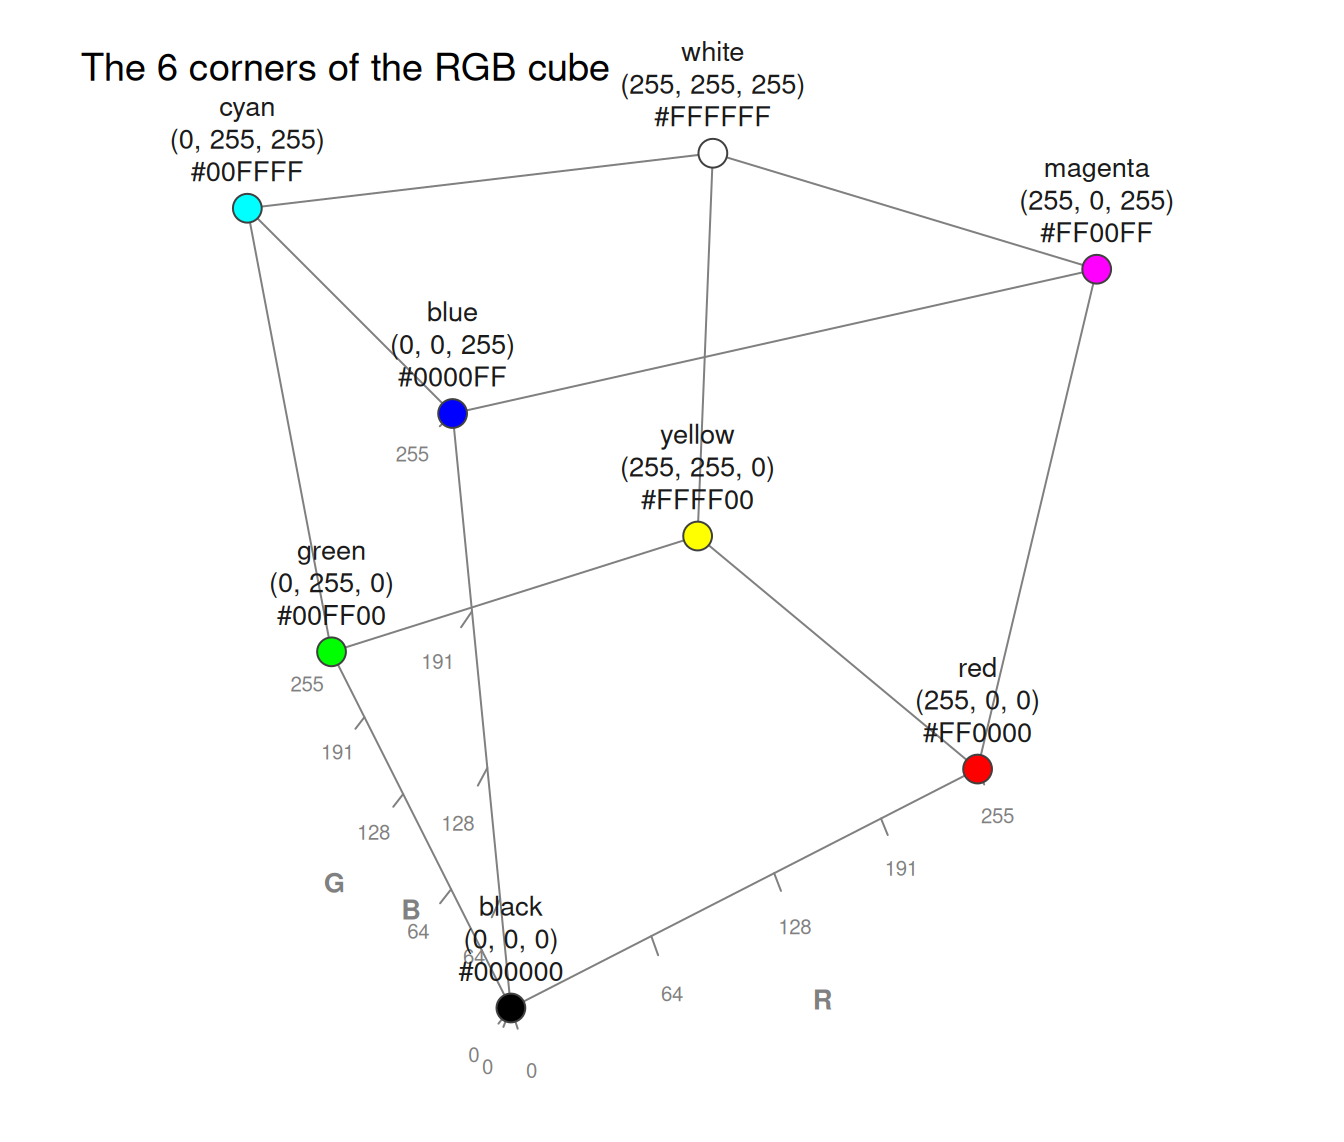 The 6 corners of the RGB cube
white
(255, 255, 255)
#FFFFFF
cyan
(0, 255, 255)
#00FFFF
magenta
(255, 0, 255)
#FF00FF
blue
(0, 0, 255)
#0000FF
255
yellow
(255, 255, 0)
#FFFF00
green
(0, 255, 0)
#00FF00
255
191
red
(255, 0, 0)
#FF0000
191
128
128
255
191
G
B
64
black
(0, 0, 0)
64
#000000
128
64
R
0
0
0